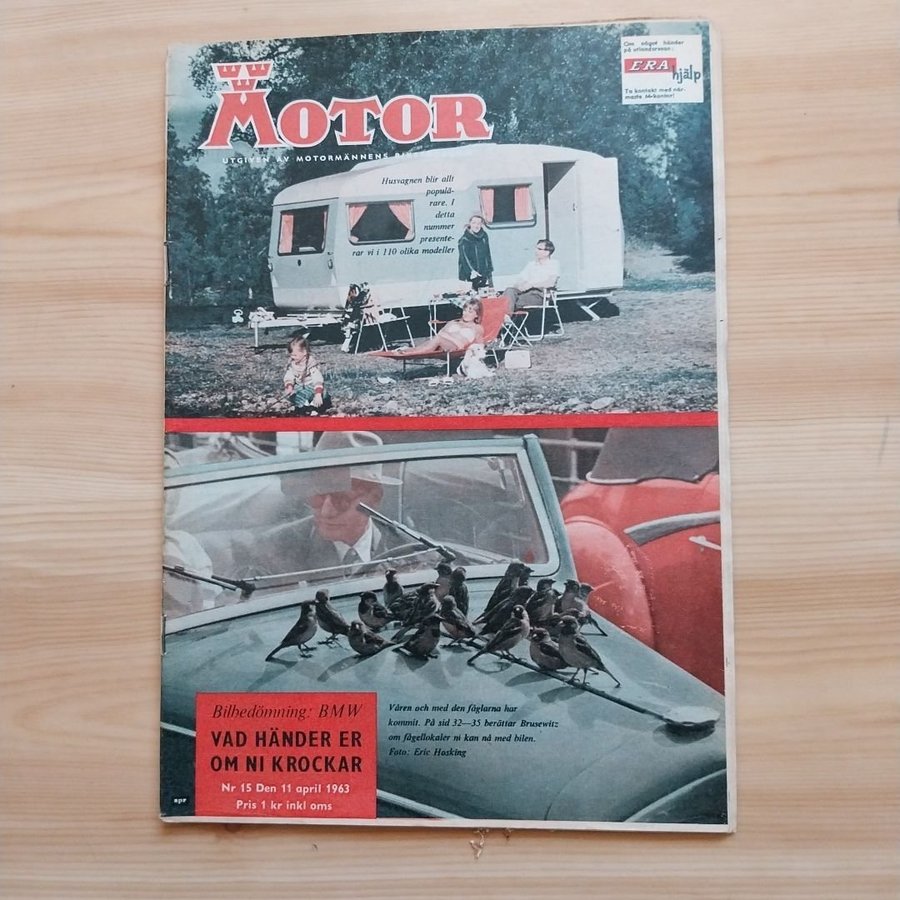 Om något händer
på utlandsresan:
ERA
hjälp
Ta kontakt med när-
maste M-kontor!
MOTOR
UTGIVEN AV MOTORMÄNNENS
Husvagnen blir allt
populä-
rare. I
detta
nummer
presente-
rar vi i 110 olika modeller
Bilbedömning: BMW
VAD HÄNDER ER
OM NI KROCKAR
Nr 15 Den 11 april 1963
Pris 1 kr inkl oms
Våren och med den fåglarna har
kommit. På sid 32—35 berättar Brusewitz
om fågellokaler ni kan nå med bilen.
Foto: Eric Hosking
apr